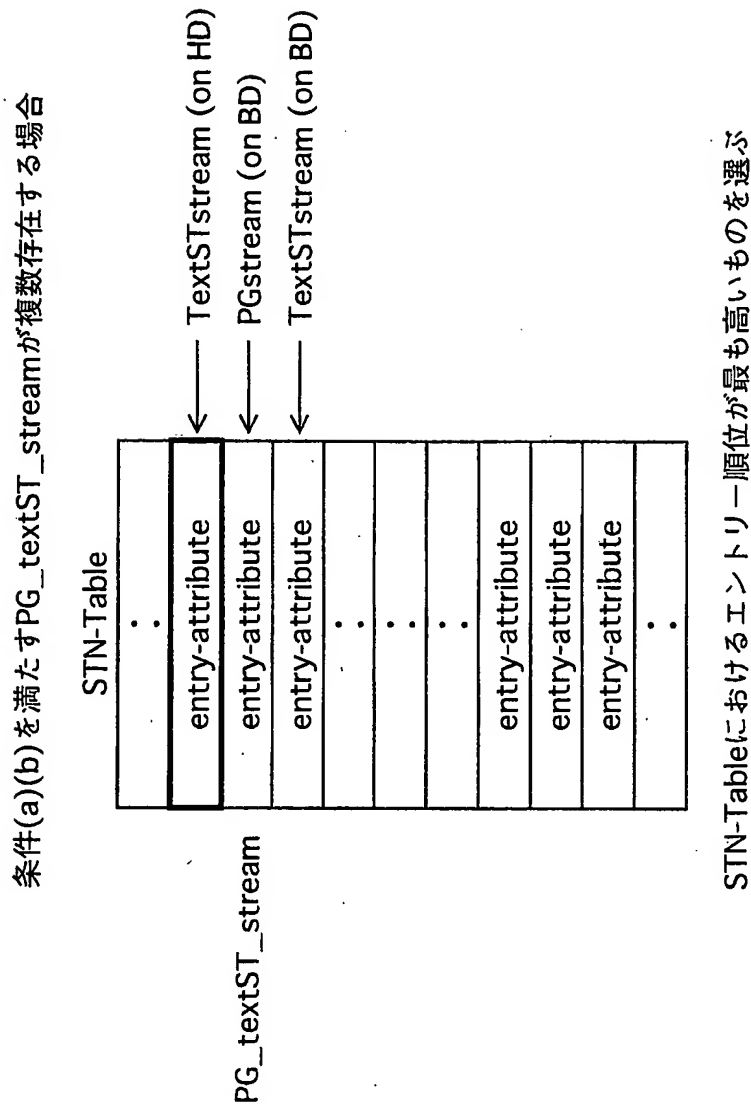 条件(a)(b)を満たすPG_textST_streamが複数存在する場合
STN-Table
:
entry-attribute
TextSTstream (on HD)
PG_textST_stream
entry-attribute
PGstream (on BD)
entry-attribute
TextSTstream (on BD)
:
:
:
entry-attribute
entry-attribute
entry-attribute
:
STN-Tableにおけるエントリー順位が最も高いものを選ぶ